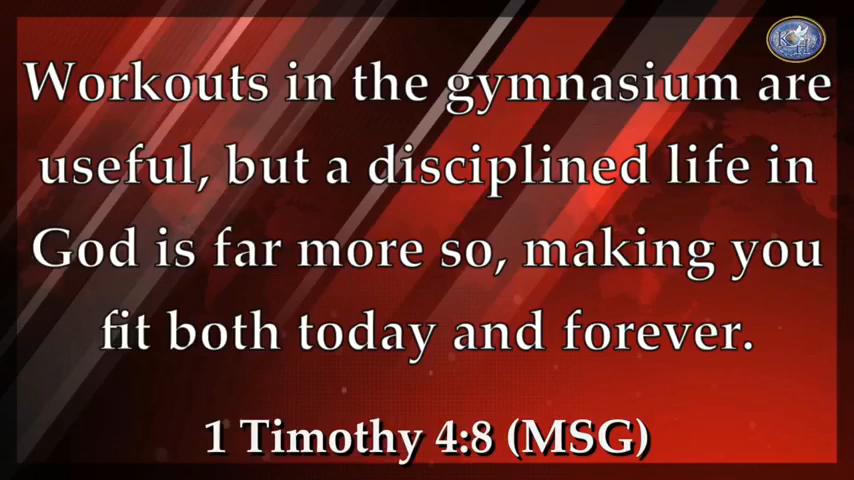 Workouts in the gymnasium are
useful, but a disciplined life in
God is far more so, making you
fit both today and forever.
1 Timothy 4:8 (MSG)